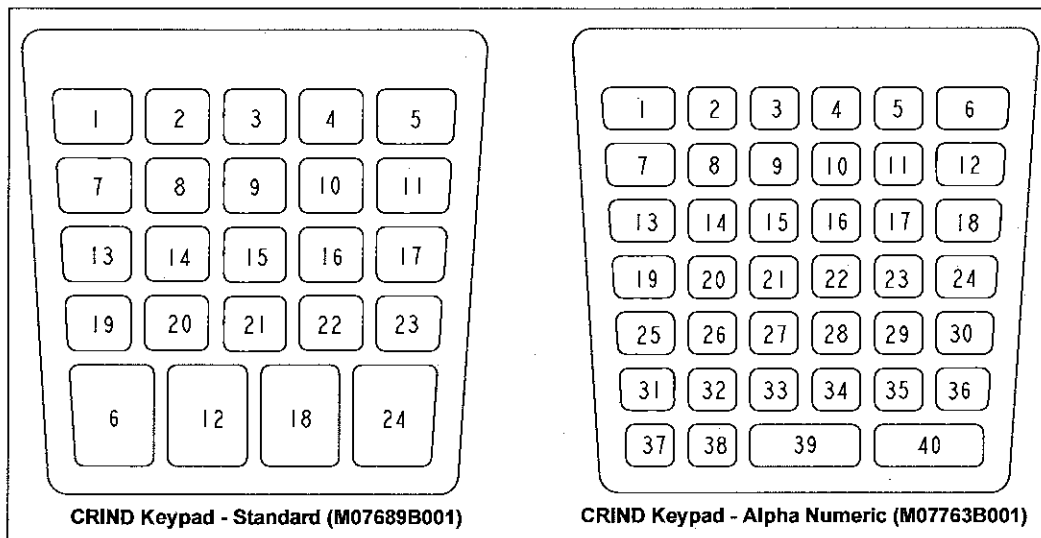 1 2 3 4 5
7 8 9 10 11
13 14 15 16 17
19 20 21 22 23
6 12 18 24
CRIND Keypad - Standard (M07689B001)
1 2 3 4 5 6
7 8 9 10 11 12
13 14 15 16 17 18
19 20 21 22 23 24
25 26 27 28 29 30
31 32 33 34 35 36
37 38 39 40
CRIND Keypad - Alpha Numeric (M07763B001)